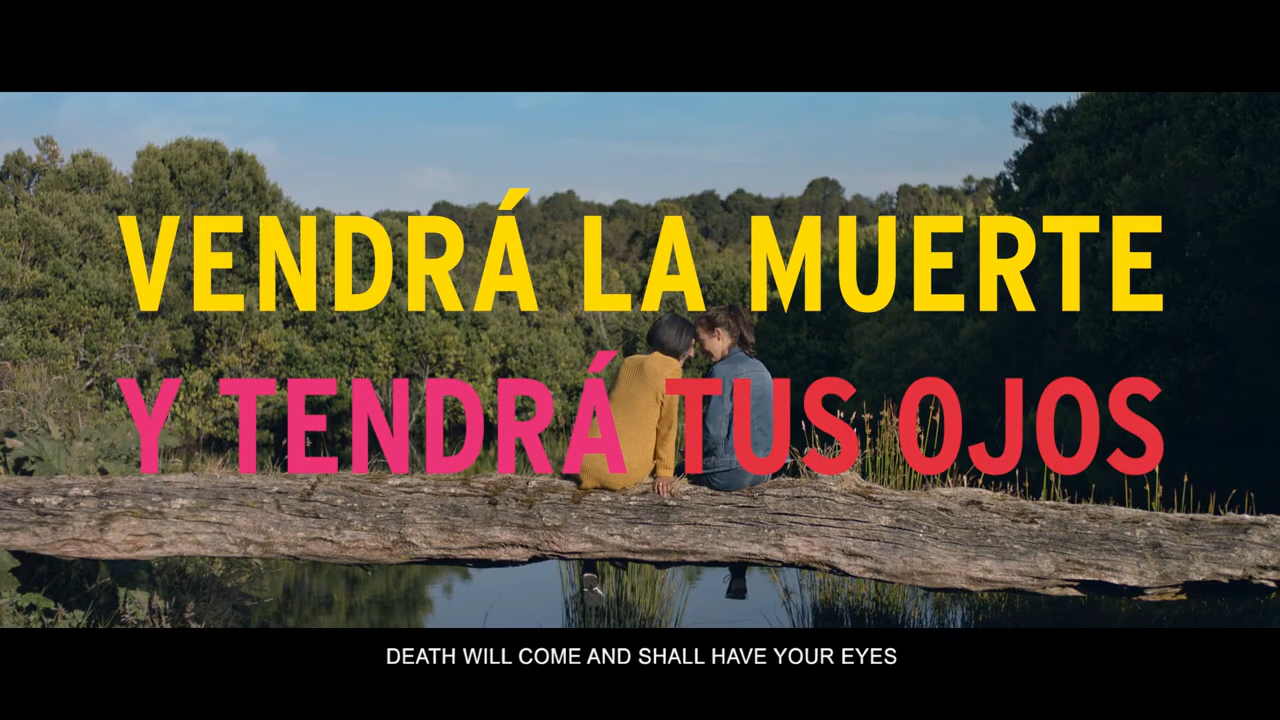 VENDRÁ LA MUERTE
Y TENDRÁ TUS OJOS
DEATH WILL COME AND SHALL HAVE YOUR EYES